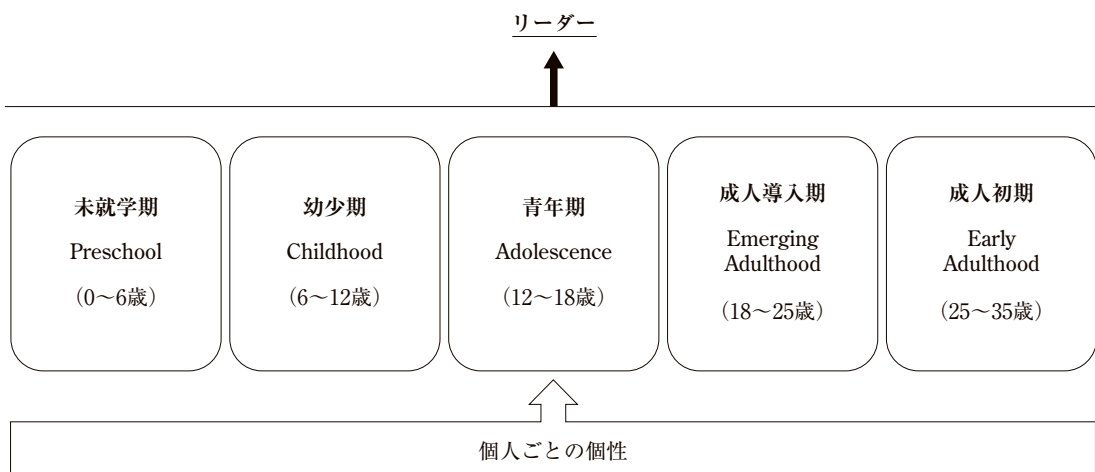 リーダー
未就学期
Preschool
（0〜6歳）
幼少期
Childhood
（6〜12歳）
青年期
Adolescence
（12〜18歳）
成人導入期
Emerging
Adulthood
（18〜25歳）
成人初期
Early
Adulthood
（25〜35歳）
個人ごとの個性